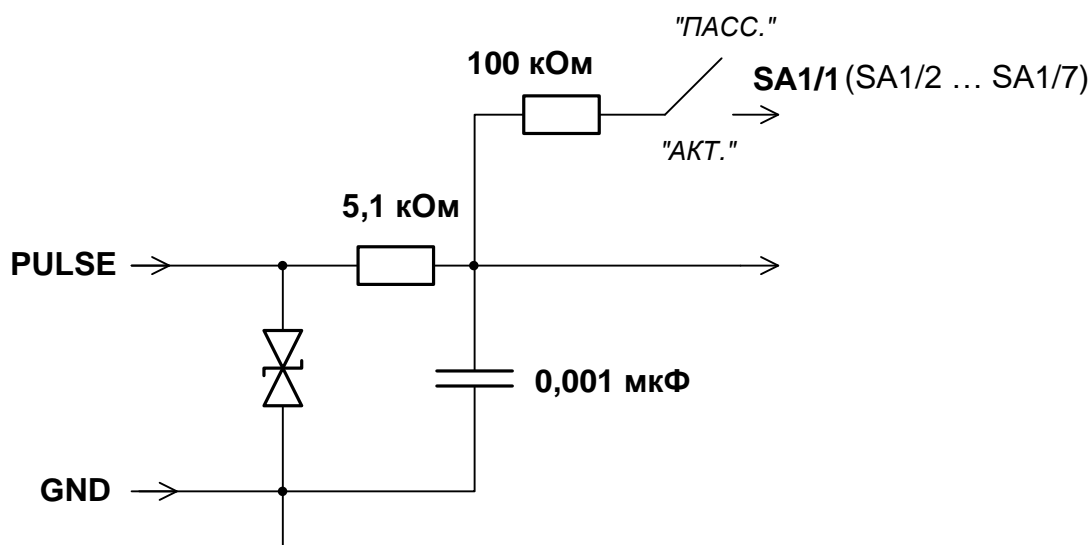 "ПАСС."
100 кОм
SA1/1 (SA1/2 ... SA1/7)
"АКТ."
5,1 кОм
PULSE
0,001 мкФ
GND